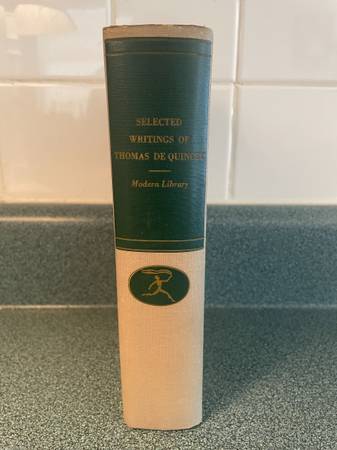 SELECTED
WRITINGS OF
THOMAS DE QUINCEY
Modern Library